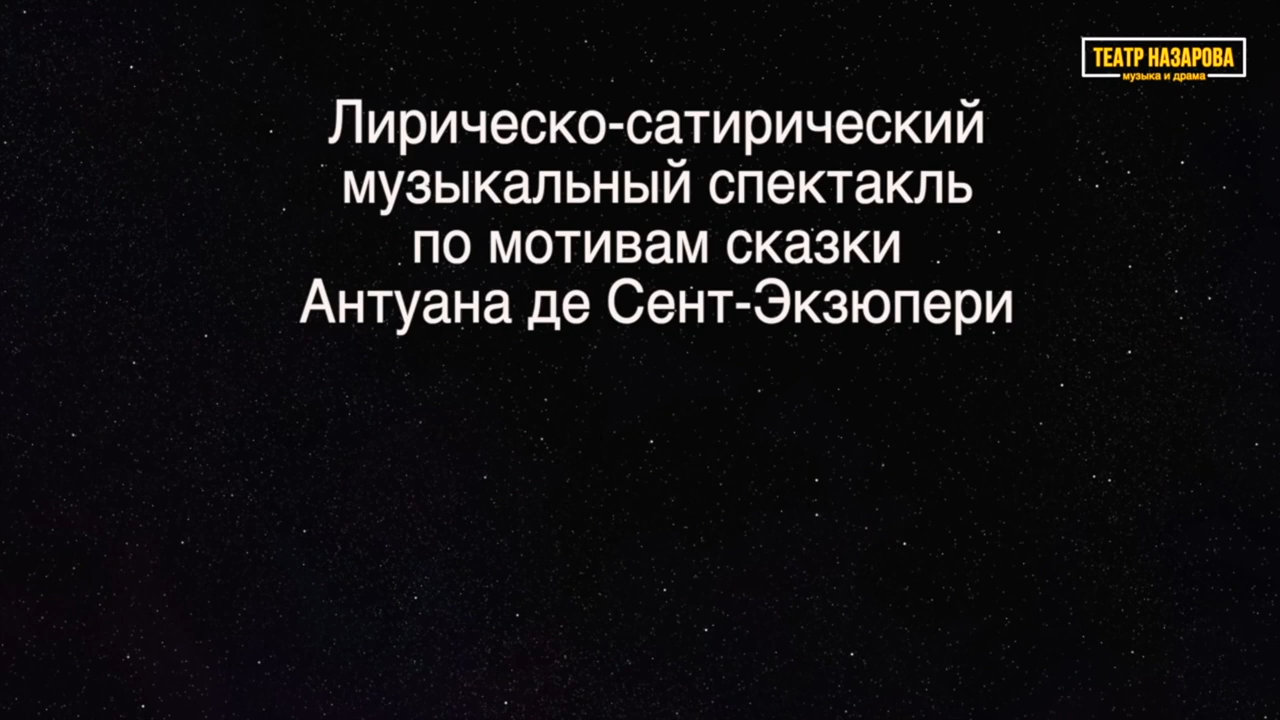 ТЕАТР НАЗАРОВА
музыка и драма
Лирическо-сатирический
музыкальный спектакль
по мотивам сказки
Антуана де Сент-Экзюпери